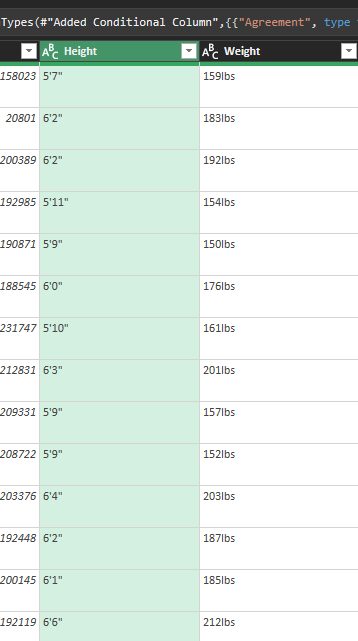 Types(#"Added Conditional Column",{{"Agreement", type
ABC Height ABC Weight
158023 5'7" 159lbs
20801 6'2" 183lbs
200389 6'2" 192lbs
192985 5'11" 154lbs
190871 5'9" 150lbs
188545 6'0" 176lbs
231747 5'10" 161lbs
212831 6'3" 201lbs
209331 5'9" 157lbs
208722 5'9" 152lbs
203376 6'4" 203lbs
192448 6'2" 187lbs
200145 6'1" 185lbs
192119 6'6" 212lbs